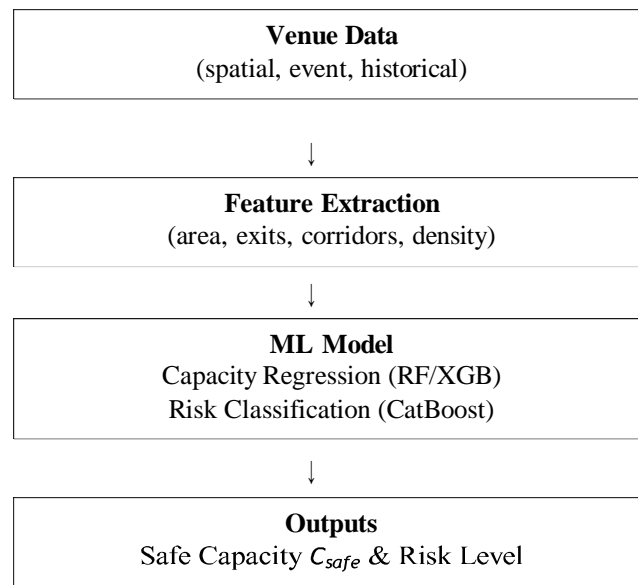 Venue Data
(spatial, event, historical)
↓
Feature Extraction
(area, exits, corridors, density)
↓
ML Model
Capacity Regression (RF/XGB)
Risk Classification (CatBoost)
↓
Outputs
Safe Capacity C_safe & Risk Level